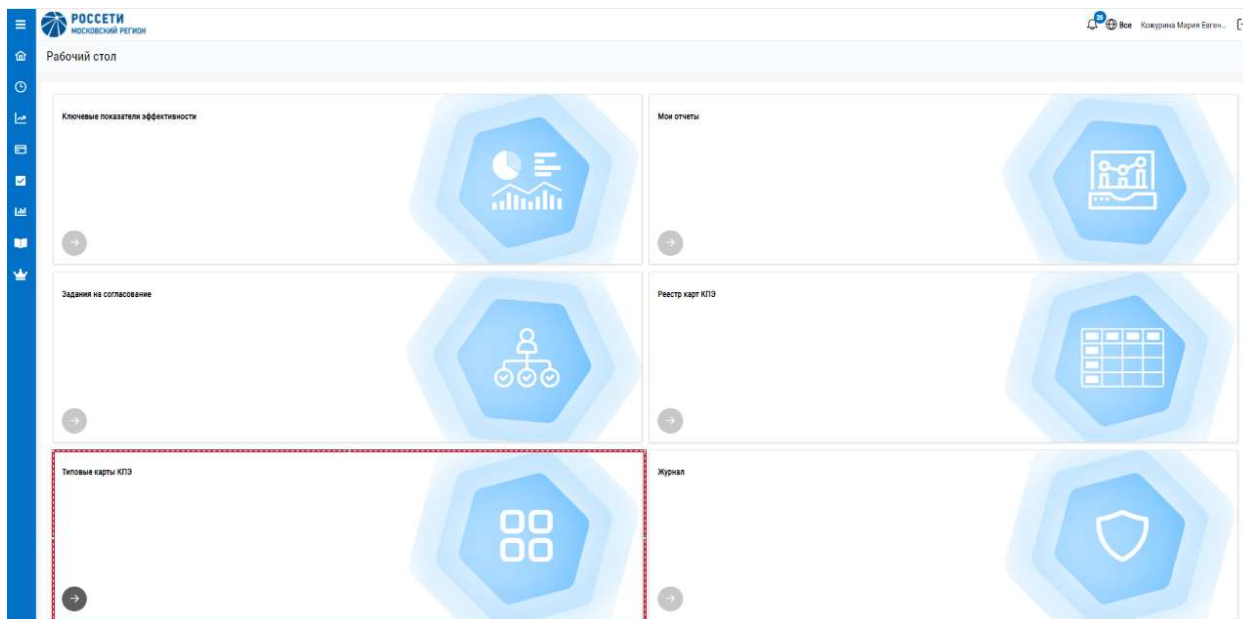 РОССЕТИ
МОСКОВСКИЙ РЕГИОН
26
Все Кожурина Мария Евген...
Рабочий стол
Ключевые показатели эффективности
Мои отчеты
Задания на согласование
Реестр карт КПЭ
Типовые карты КПЭ
Журнал